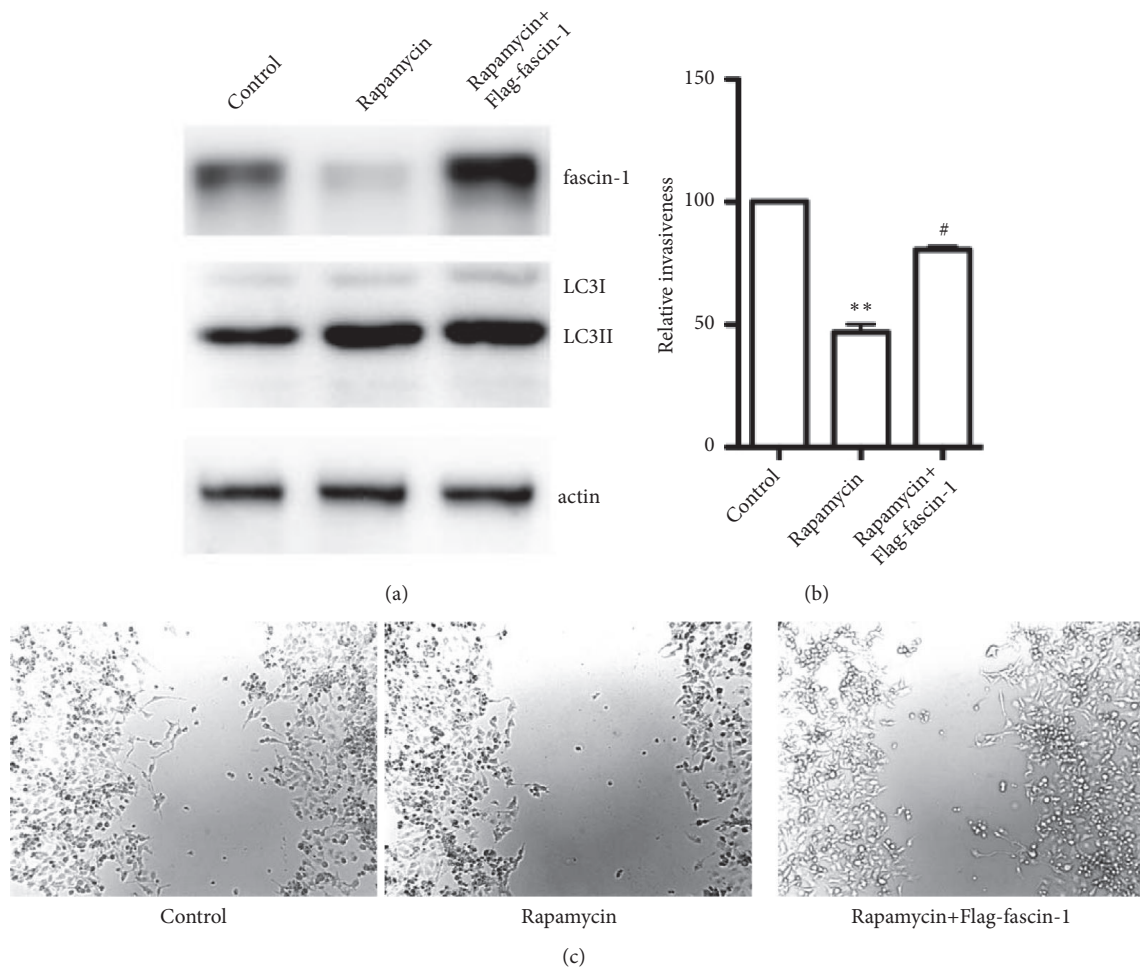 Control
Rapamycin
Rapamycin+
Flag-fascin-1
fascin-1
LC3I
LC3II
actin
(a)
Relative invasiveness
150
100
50
0
**
#
Control
Rapamycin
Rapamycin+
Flag-fascin-1
(b)
Control
Rapamycin
Rapamycin+Flag-fascin-1
(c)